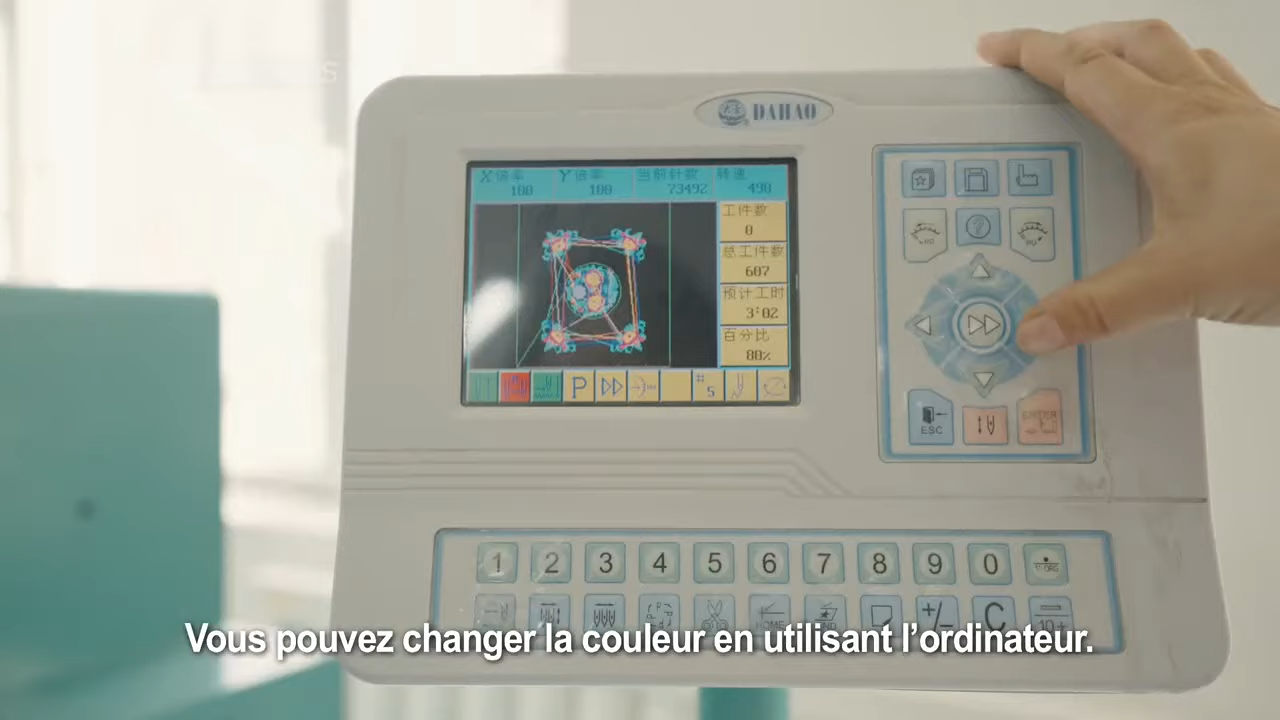 DAHAO
X倍率 Y倍率 当前针数 转速
100 100 73492 490
工件数
0
总工件数
607
预计工时
3:02
百分比
80%
P
#5
ESC
ENTER
1 2 3 4 5 6 7 8 9 0
HOME
+/- C
Vous pouvez changer la couleur en utilisant l’ordinateur.